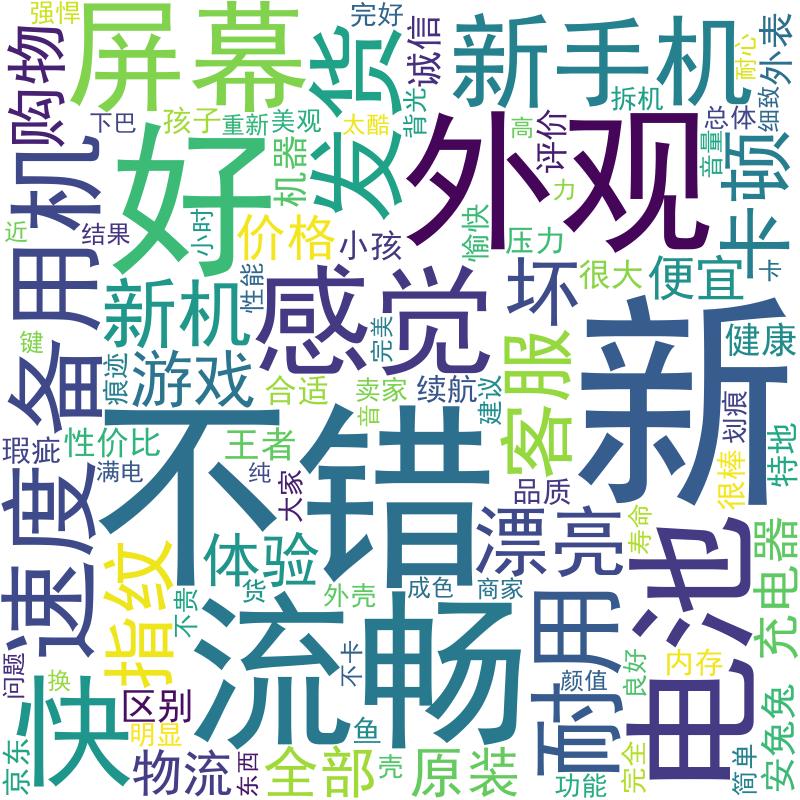 强悍
屏幕
货
完好
诚信
新手机
耐心
外表
购物
下巴
孩子
重新
美观
太酷
背光
高
评价
拆机
音量
细致
机
好
机器
发
外观
顿
力
近
结果
小时
价格
小孩
愉快
压力
卡
卡
用
新机
性能
感觉
完美
坏
很大
便宜
新
健康
键
备
痕迹
游戏
合适
卖家
音
续航
建议
客服
划痕
特地
瑕疵
性价比
王者
不错
满电
纯
大家
品质
很棒
速度
指纹
体验
漂亮
寿命
电池
充电器
不贵
货
外壳
成色
商家
流畅
耐用
问题
快
换
区别
明显
不卡
鱼
颜值
良好
内存
安兔兔
京东
物流
东西
全部
壳
原装
功能
完全
简单